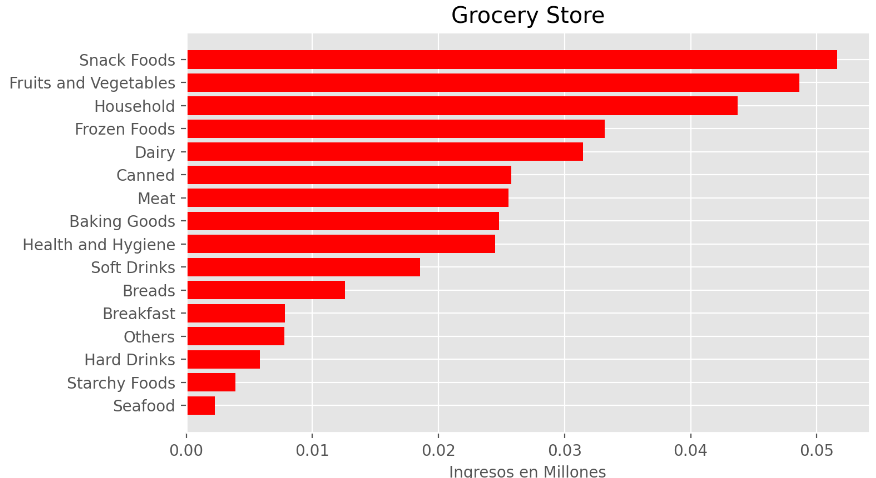 Grocery Store
Snack Foods
Fruits and Vegetables
Household
Frozen Foods
Dairy
Canned
Meat
Baking Goods
Health and Hygiene
Soft Drinks
Breads
Breakfast
Others
Hard Drinks
Starchy Foods
Seafood
0.00 0.01 0.02 0.03 0.04 0.05
Ingresos en Millones